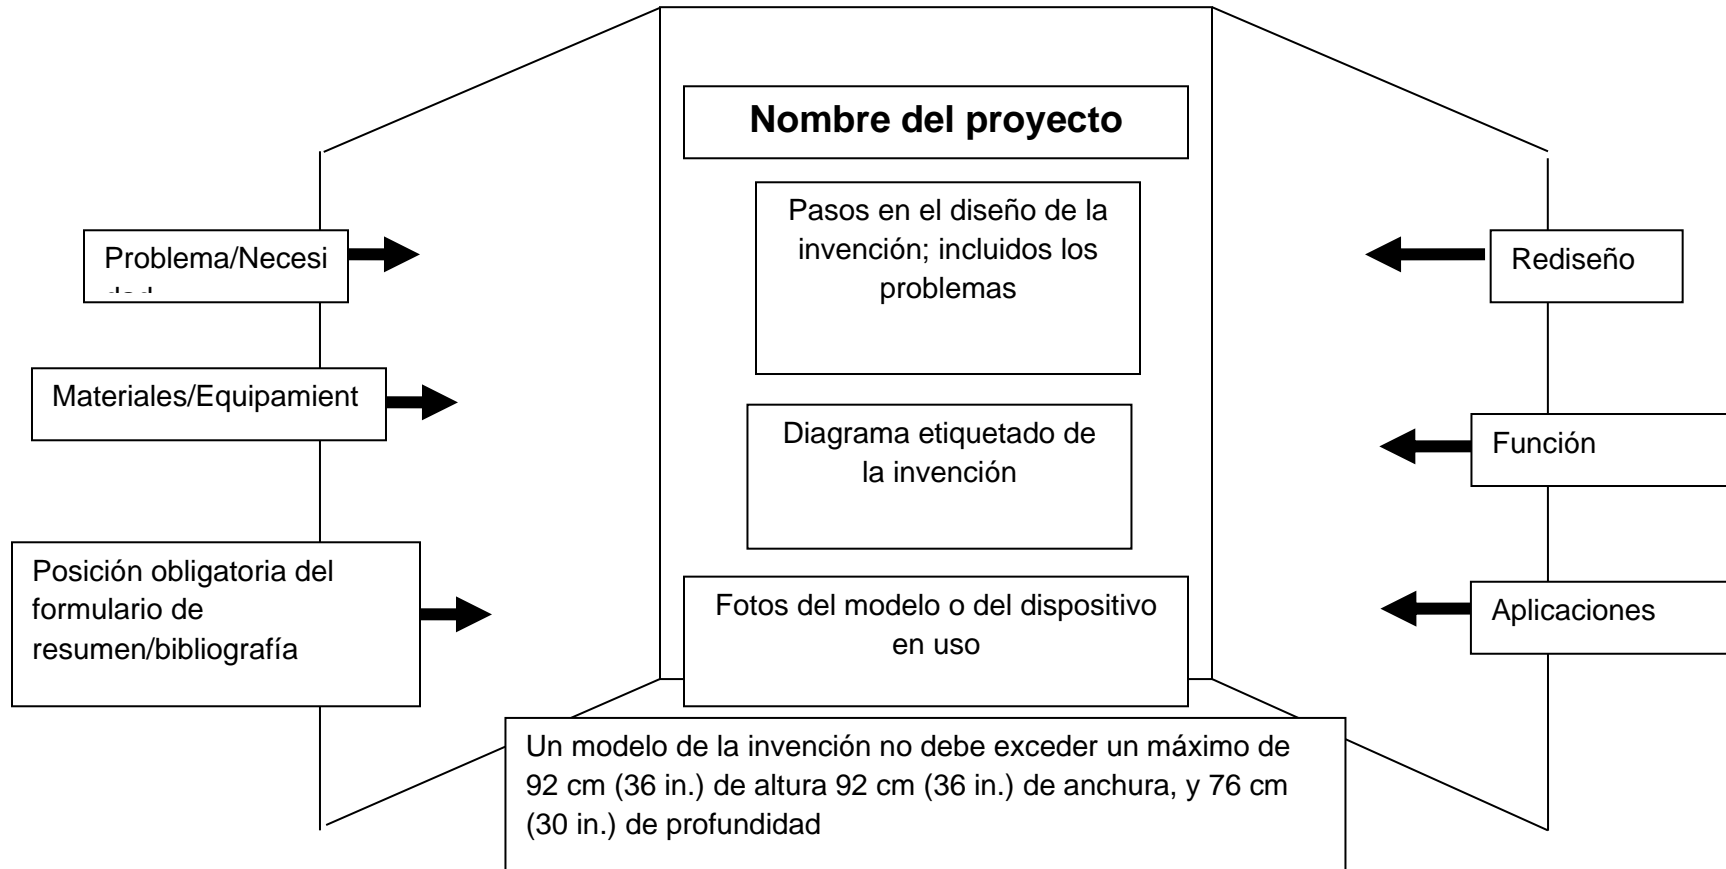 Nombre del proyecto
Pasos en el diseño de la
invención; incluidos los
problemas
Problema/Necesi
Rediseño
Materiales/Equipamient
Diagrama etiquetado de
la invención
Función
Posición obligatoria del
formulario de
resumen/bibliografía
Fotos del modelo o del dispositivo
en uso
Aplicaciones
Un modelo de la invención no debe exceder un máximo de
92 cm (36 in.) de altura 92 cm (36 in.) de anchura, y 76 cm
(30 in.) de profundidad